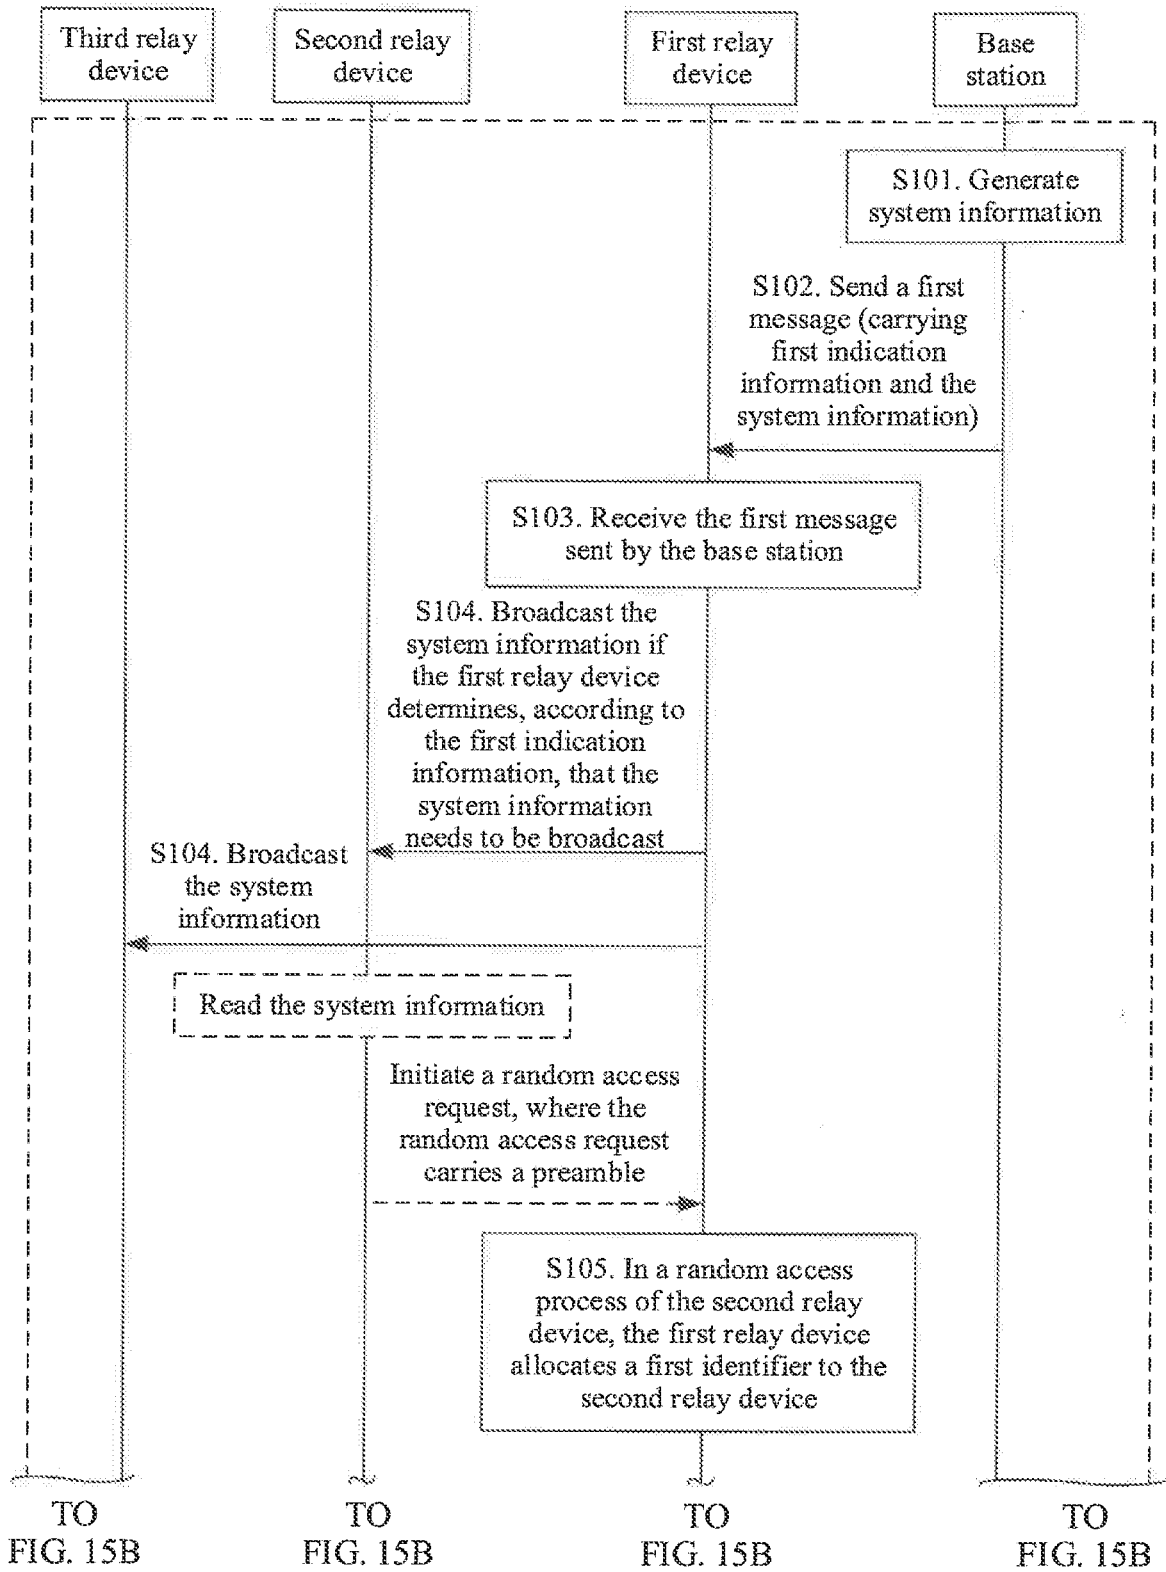 Third relay
device
Second relay
device
First relay
device
Base
station
S101. Generate
system information
S102. Send a first
message (carrying
first indication
information and the
system information)
S103. Receive the first message
sent by the base station
S104. Broadcast the
system information if
the first relay device
determines, according to
the first indication
information, that the
system information
needs to be broadcast
S104. Broadcast
the system
information
Read the system information
Initiate a random access
request, where the
random access request
carries a preamble
S105. In a random access
process of the second relay
device, the first relay device
allocates a first identifier to the
second relay device
TO
FIG. 15B
TO
FIG. 15B
TO
FIG. 15B
TO
FIG. 15B